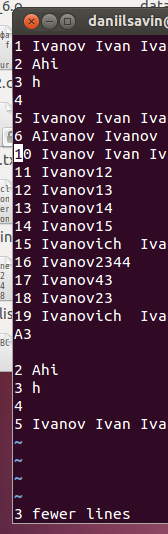 daniilsavin@
1 Ivanov Ivan Iva
2 Ahi
3 h
4
5 Ivanov Ivan Iva
6 AIvanov Ivanov
10 Ivanov Ivan Iv
11 Ivanov12
12 Ivanov13
13 Ivanov14
14 Ivanov15
15 Ivanovich  Iva
16 Ivanov2344
17 Ivanov43
18 Ivanov23
19 Ivanovich  Iva
A3
2 Ahi
3 h
4
5 Ivanov Ivan Iva
~
~
~
~
3 fewer lines